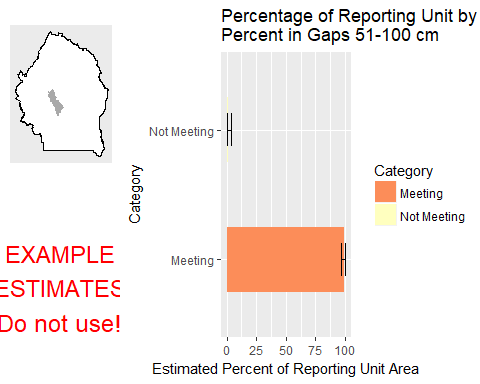 Percentage of Reporting Unit by
Percent in Gaps 51-100 cm
Not Meeting
Meeting
Category
0 25 50 75 100
Estimated Percent of Reporting Unit Area
Category
Meeting
Not Meeting
EXAMPLE
ESTIMATES
Do not use!